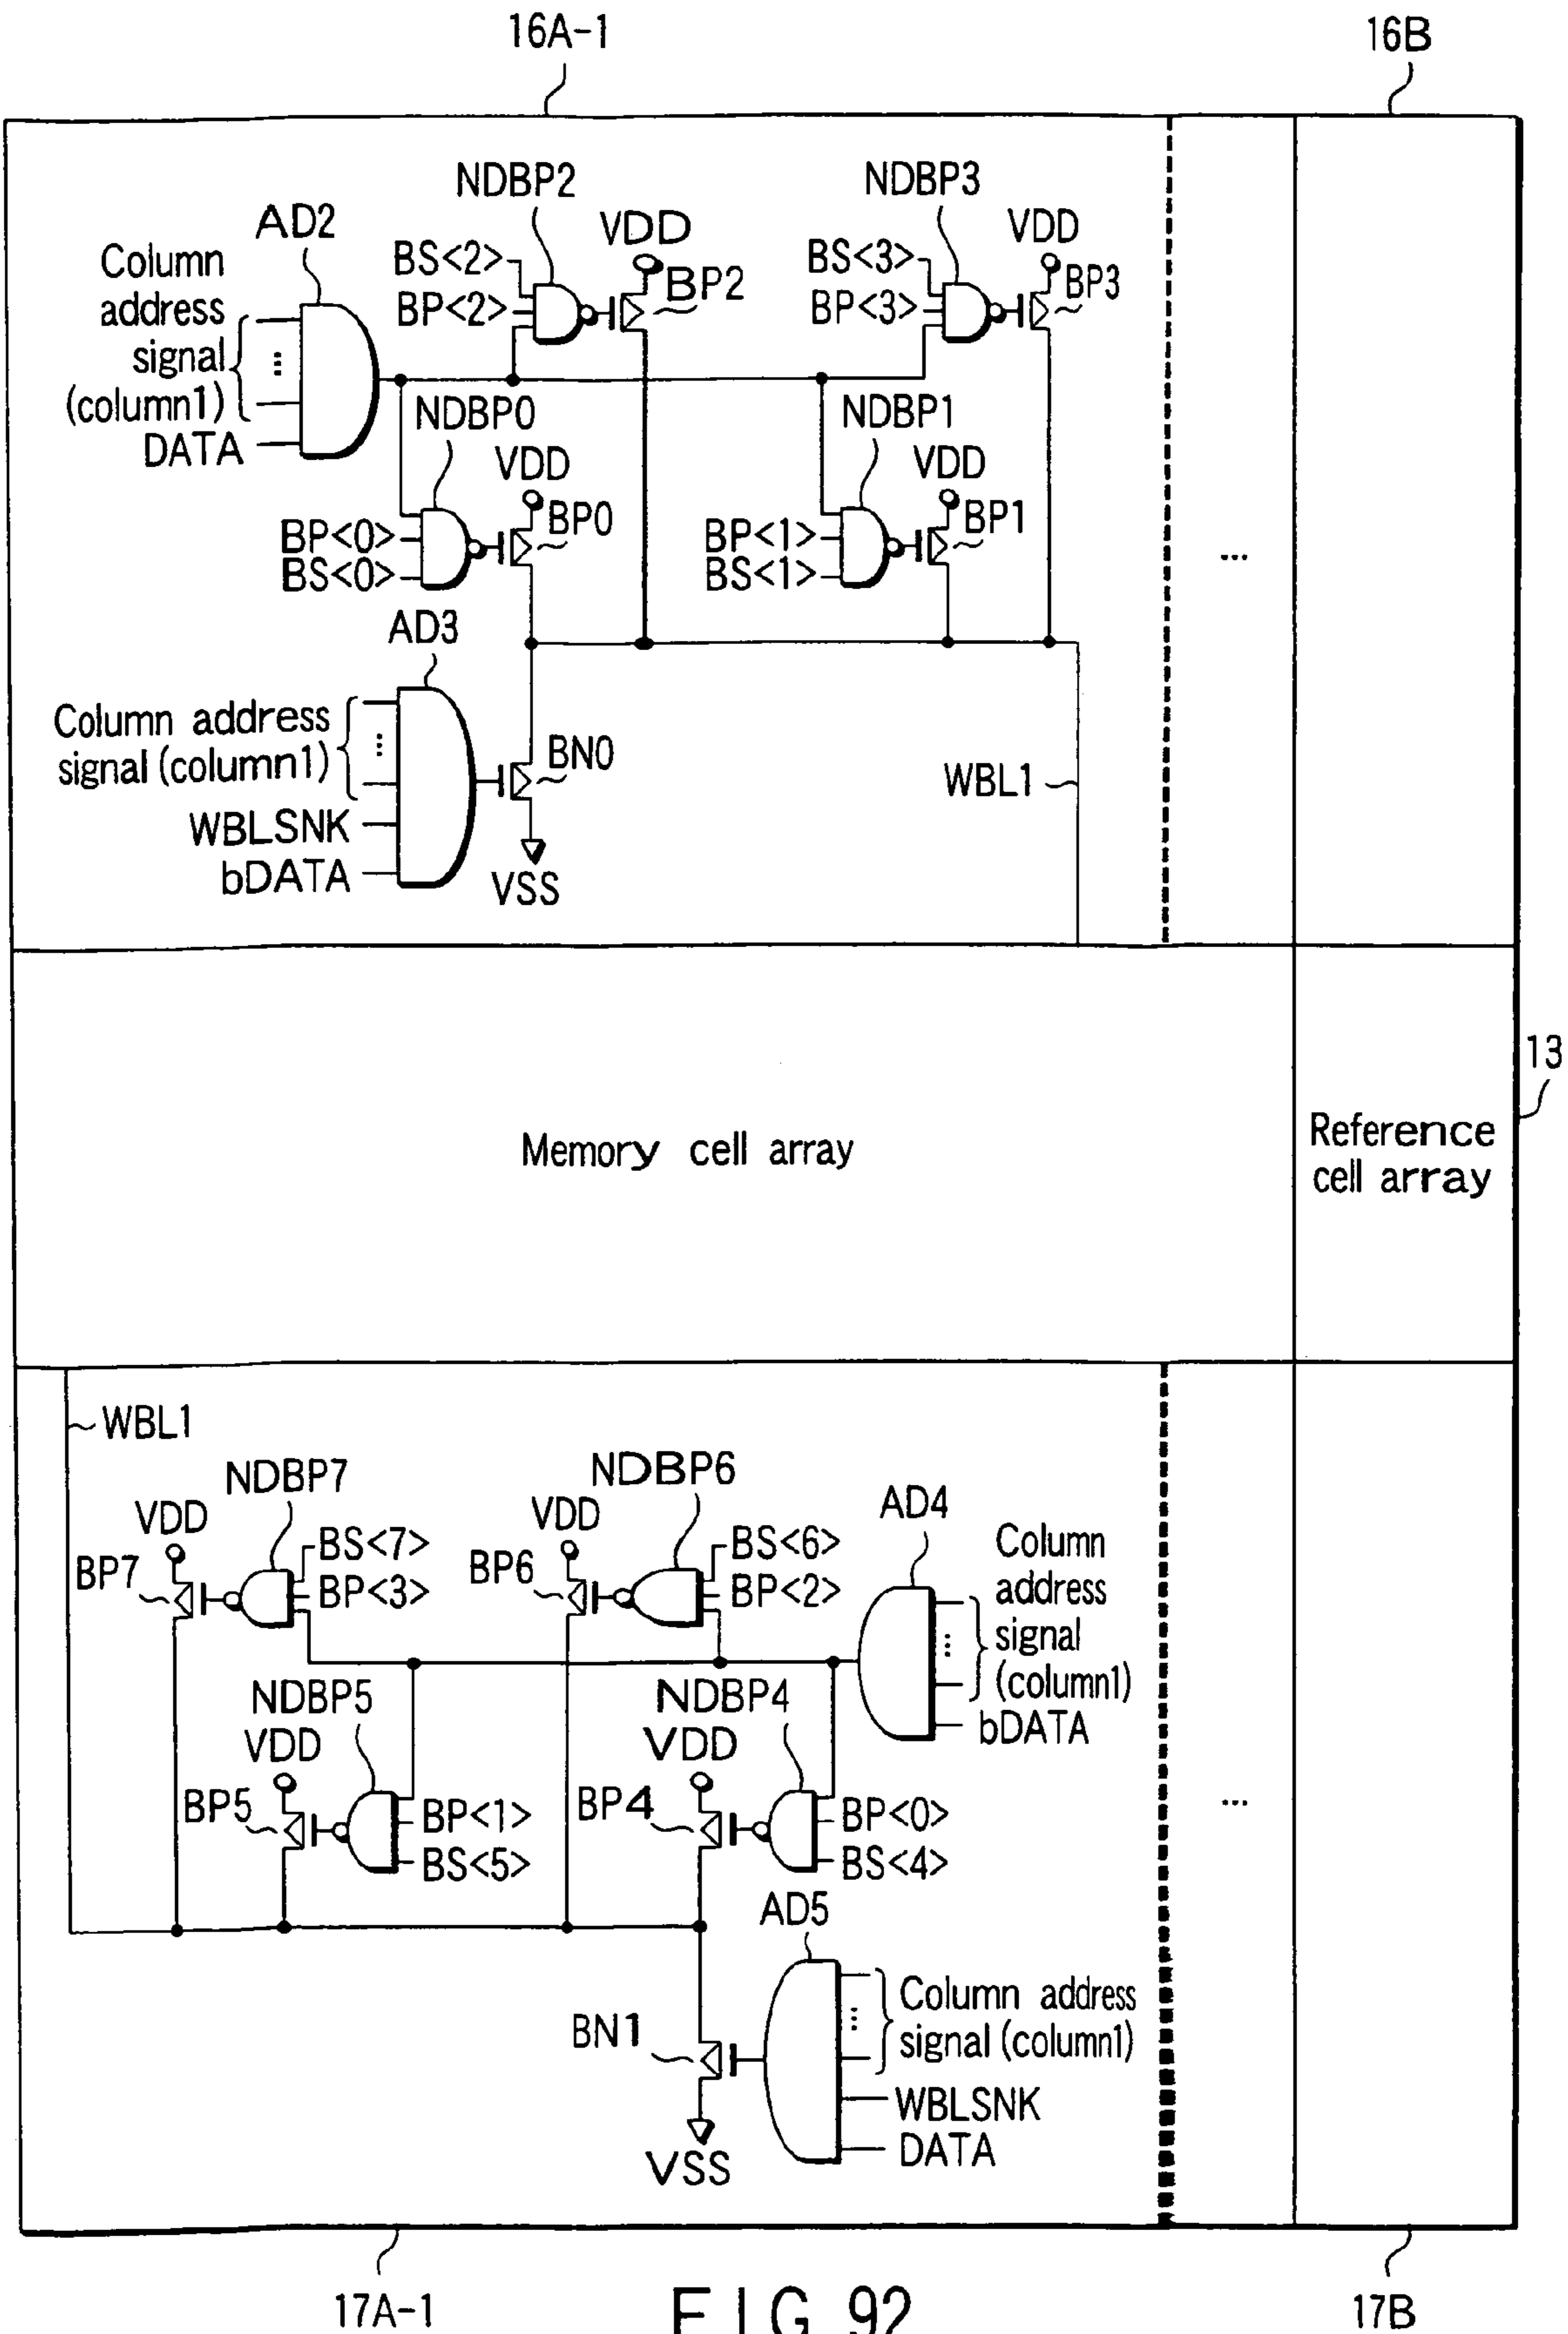 16A-1
16B
NDBP2
NDBP3
AD2
VDD
VDD
Column
address
signal
(column1)
DATA
BS<2>
BP<2>
BP2
BS<3>
BP<3>
BP3
...
NDBP0
NDBP1
VDD
VDD
BP<0>
BS<0>
BP0
BP<1>
BS<1>
BP1
...
AD3
Column address
signal (column1)
...
WBLSNK
bDATA
BN0
VSS
WBL1
13
Memory cell array
Reference
cell array
WBL1
NDBP7
NDBP6
AD4
VDD
VDD
BP7
BS<7>
BP<3>
BP6
BS<6>
BP<2>
Column
address
signal
(column1)
bDATA
...
NDBP5
NDBP4
VDD
VDD
BP5
BP<1>
BS<5>
BP4
BP<0>
BS<4>
...
AD5
BN1
Column address
signal (column1)
...
WBLSNK
DATA
VSS
17A-1
17B
FIG. 92